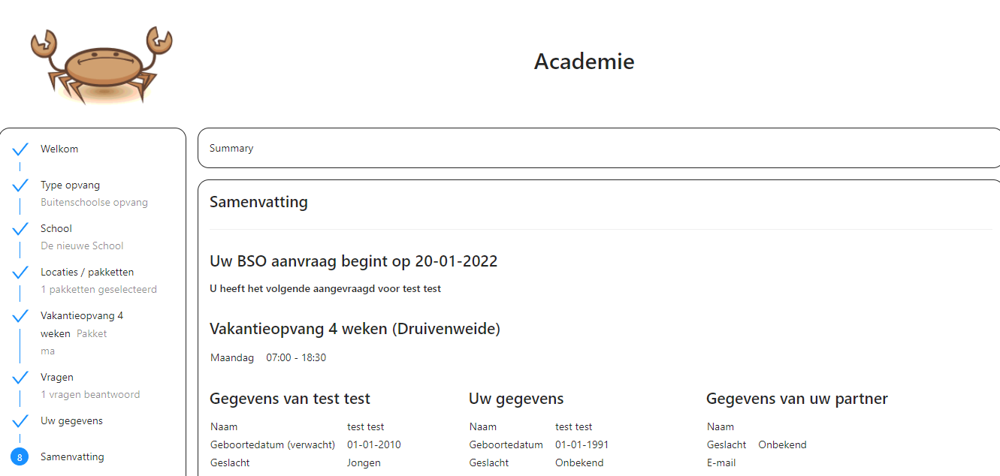 Academie
Welkom
Type opvang
Buitenschoolse opvang
School
De nieuwe School
Locaties / pakketten
1 pakketten geselecteerd
Vakantieopvang 4
weken Pakket
ma
Vragen
1 vragen beantwoord
Uw gegevens
8 Samenvatting
Summary
Samenvatting
Uw BSO aanvraag begint op 20-01-2022
U heeft het volgende aangevraagd voor test test
Vakantieopvang 4 weken (Druivenweide)
Maandag 07:00 - 18:30
Gegevens van test test
Naam test test
Geboortedatum (verwacht) 01-01-2010
Geslacht Jongen
Uw gegevens
Naam test test
Geboortedatum 01-01-1991
Geslacht Onbekend
Gegevens van uw partner
Naam
Geslacht Onbekend
E-mail